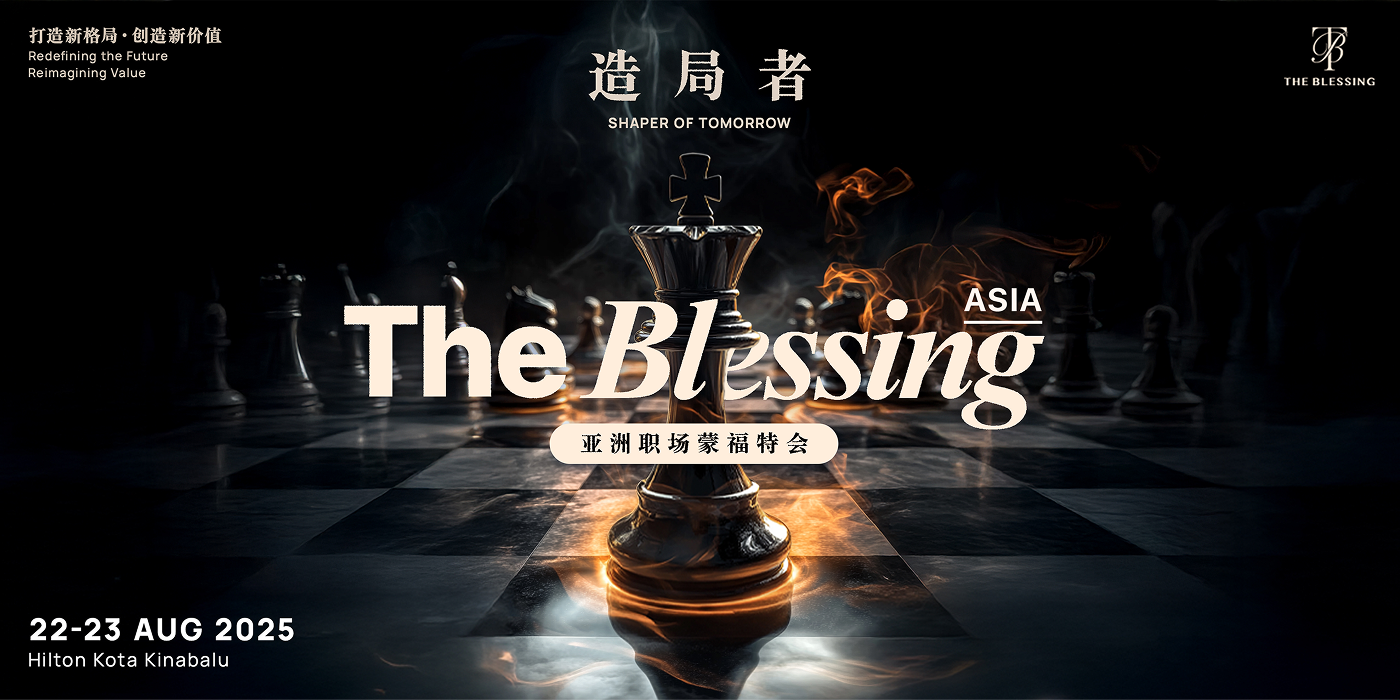 打造新格局·创造新价值
Redefining the Future
Reimagining Value
造局者
SHAPER OF TOMORROW
TB
THE BLESSING
The Blessing
ASIA
亚洲职场蒙福特会
22-23 AUG 2025
Hilton Kota Kinabalu